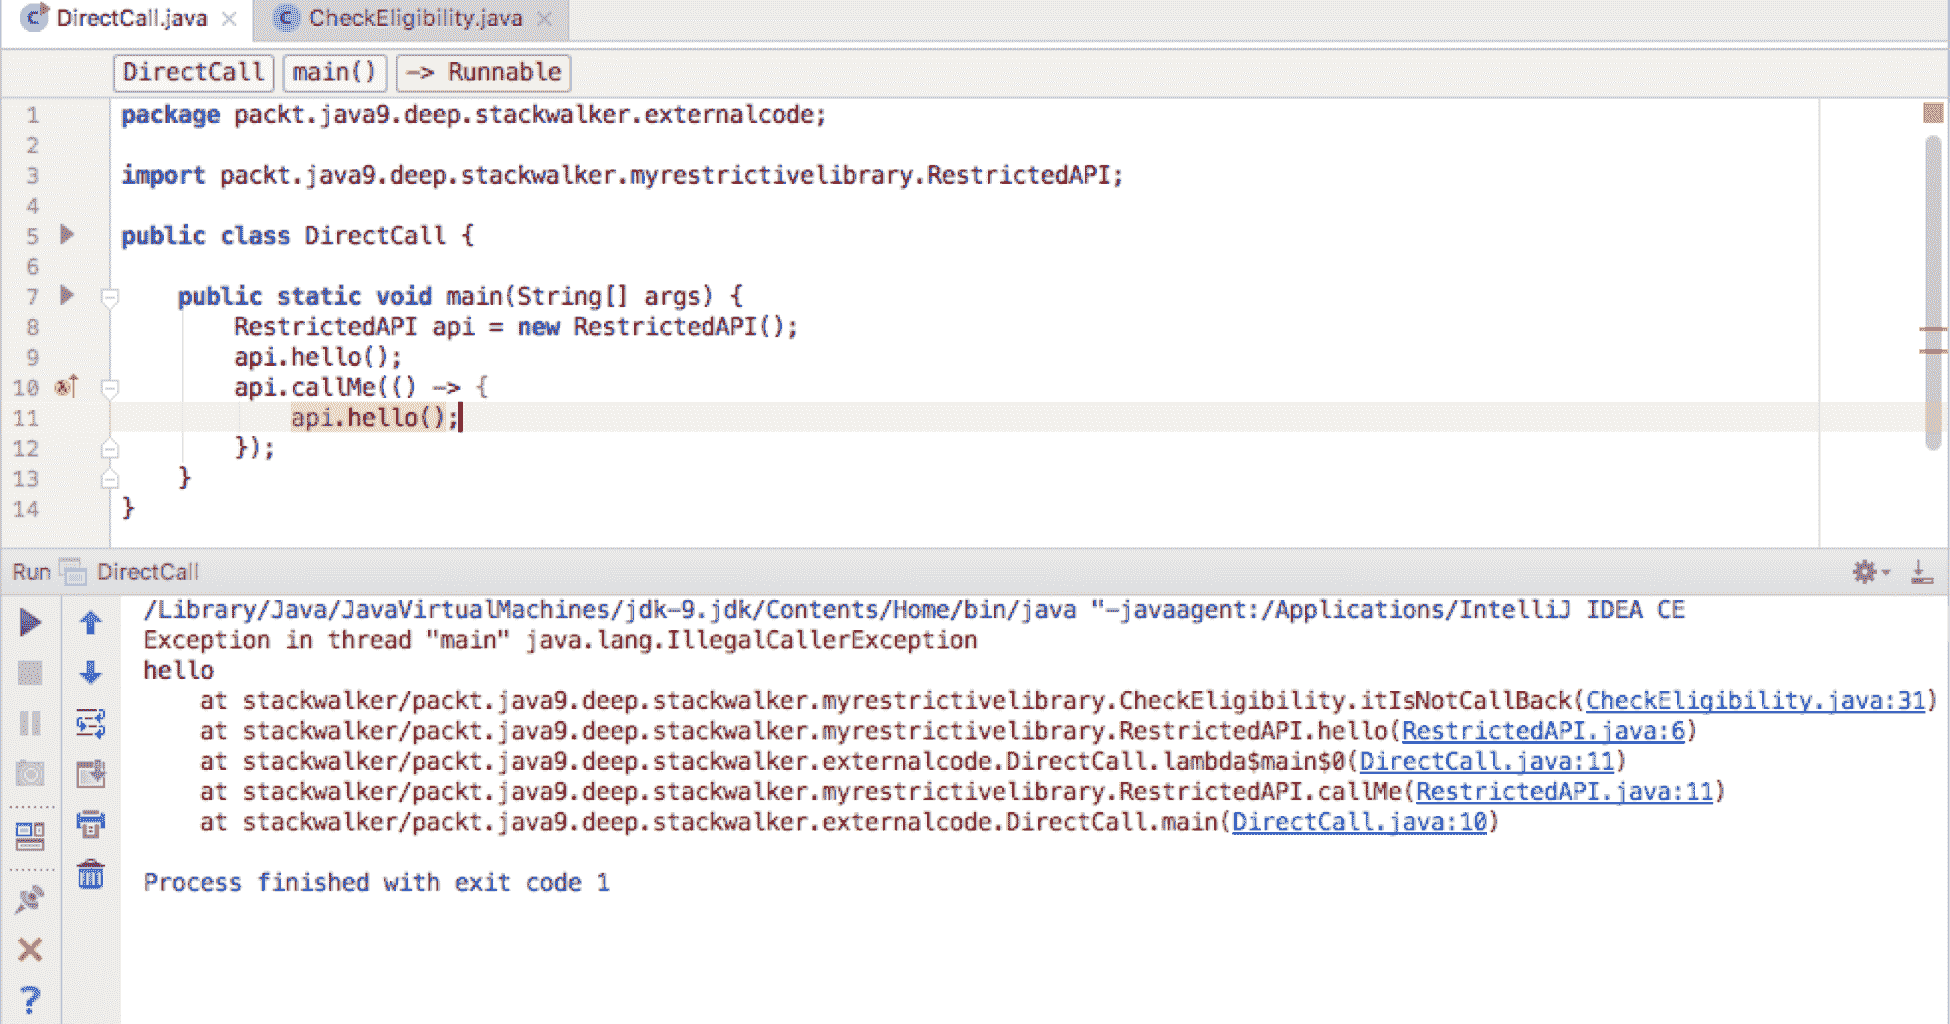 DirectCall.java CheckEligibility.java
DirectCall main() -> Runnable
1 package packt.java9.deep.stackwalker.externalcode;
2
3 import packt.java9.deep.stackwalker.myrestrictivelibrary.RestrictedAPI;
4
5 public class DirectCall {
6
7 public static void main(String[] args) {
8 RestrictedAPI api = new RestrictedAPI();
9 api.hello();
10 api.callMe(() -> {
11 api.hello();
12 });
13 }
14 }
Run DirectCall
/Library/Java/JavaVirtualMachines/jdk-9.jdk/Contents/Home/bin/java "-javaagent:/Applications/IntelliJ IDEA CE
Exception in thread "main" java.lang.IllegalCallerException
hello
at stackwalker/packt.java9.deep.stackwalker.myrestrictivelibrary.CheckEligibility.itIsNotCallBack(CheckEligibility.java:31)
at stackwalker/packt.java9.deep.stackwalker.myrestrictivelibrary.RestrictedAPI.hello(RestrictedAPI.java:6)
at stackwalker/packt.java9.deep.stackwalker.externalcode.DirectCall.lambda$main$0(DirectCall.java:11)
at stackwalker/packt.java9.deep.stackwalker.myrestrictivelibrary.RestrictedAPI.callMe(RestrictedAPI.java:11)
at stackwalker/packt.java9.deep.stackwalker.externalcode.DirectCall.main(DirectCall.java:10)
Process finished with exit code 1